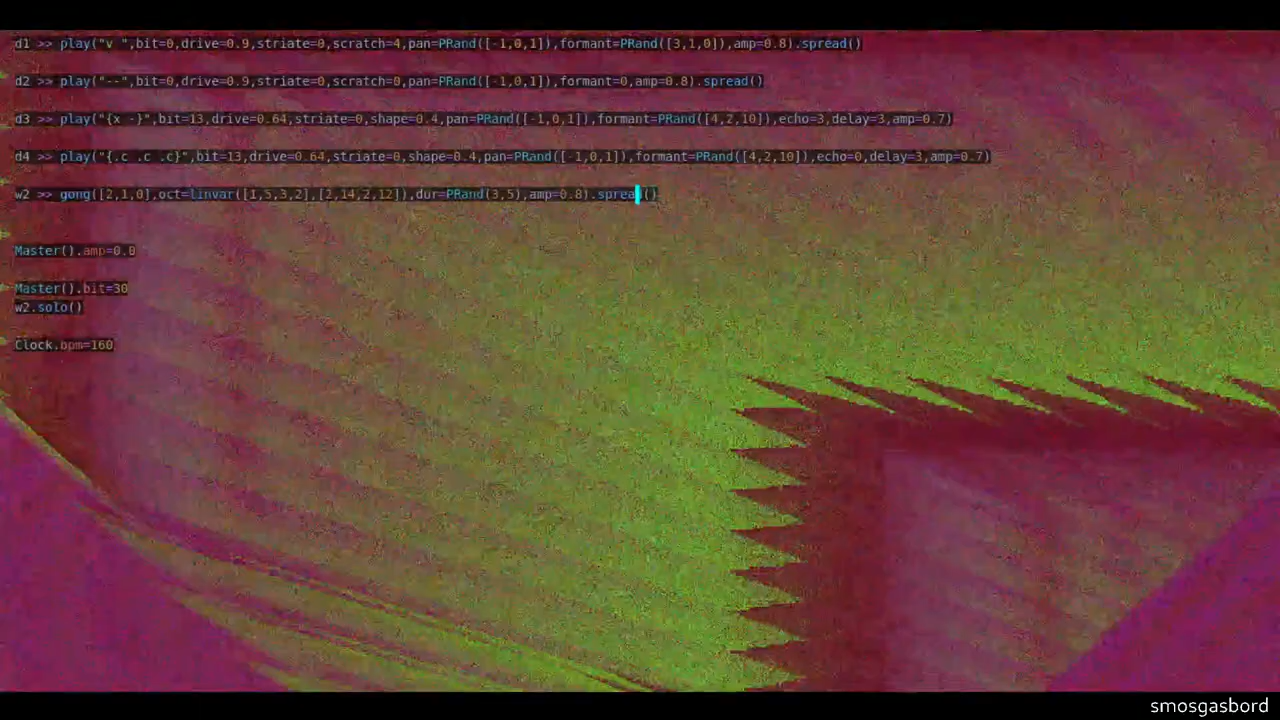 d1 >> play("v ",bit=0,drive=0.9,striate=0,scratch=4,pan=PRand([-1,0,1]),formant=PRand([3,1,0]),amp=0.8).spread()
d2 >> play("--",bit=0,drive=0.9,striate=0,scratch=0,pan=PRand([-1,0,1]),formant=0,amp=0.8).spread()
d3 >> play("{x -}",bit=13,drive=0.64,striate=0,shape=0.4,pan=PRand([-1,0,1]),formant=PRand([4,2,10]),echo=3,delay=3,amp=0.7)
d4 >> play("{.c .c .c}",bit=13,drive=0.64,striate=0,shape=0.4,pan=PRand([-1,0,1]),formant=PRand([4,2,10]),echo=0,delay=3,amp=0.7)
w2 >> gong([2,1,0],oct=linvar([1,5,3,2],[2,14,2,12]),dur=PRand(3,5),amp=0.8).spread()
Master().amp=0.8
Master().bit=30
w2.solo()
Clock.bpm=160
smosgasbord